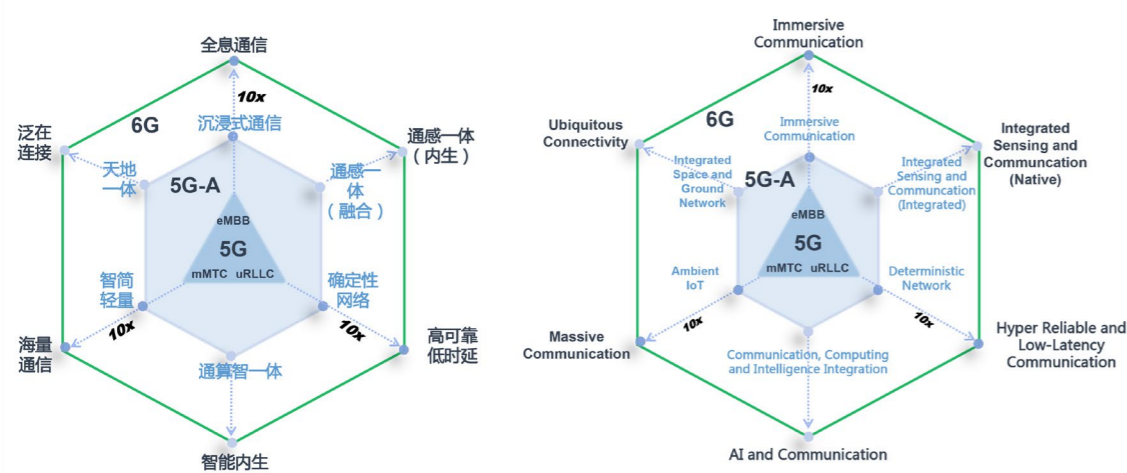 全息通信
10x
6G
沉浸式通信
泛在
连接
通感一体
（内生）
天地
一体
5G-A
通感一
体
（融合）
eMBB
5G
mMTC uRLLC
智简
轻量
确定性
网络
10x
10x
海量
通信
高可靠
低时延
通算智一体
智能内生
Immersive
Communication
10x
6G
Immersive
Communication
Ubiquitous
Connectivity
Integrated
Sensing and
Communcation
(Native)
Integrated
Space and
Ground
Network
5G-A
Integrated
Sensing and
Communcation
(Integrated)
eMBB
5G
mMTC uRLLC
Ambient
IoT
Deterministic
Network
10x
10x
Massive
Communication
Hyper Reliable and
Low-Latency
Communication
Communication, Computing
and Intelligence Integration
AI and Communication